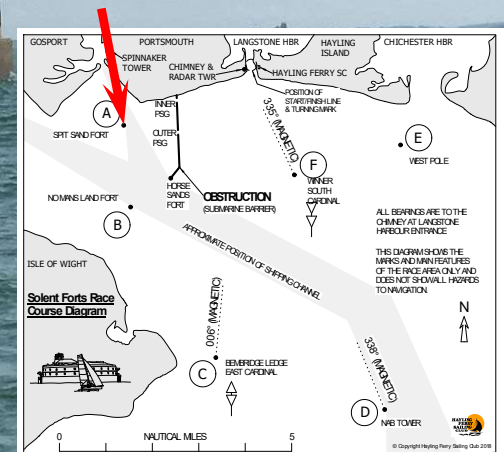 GOSPORT
PORTSMOUTH
LANGSTONE HBR
HAYLING
ISLAND
CHICHESTER HBR
SPINNAKER
TOWER
CHIMNEY &
RADAR TWR
HAYLING FERRY SC
POSITION OF
START/FINISH LINE
& TURNING MARK
A
SPIT SAND FORT
INNER
PSG
OUTER
PSG
335° (MAGNETIC)
E
WEST POLE
F
WINNER
SOUTH
CARDINAL
HORSE
SANDS
FORT
OBSTRUCTION
(SUBMARINE BARRIER)
NO MANS LAND FORT
B
APPROXIMATE POSITION OF SHIPPING CHANNEL
ALL BEARINGS ARE TO THE
CHIMNEY AT LANGSTONE
HARBOUR ENTRANCE
THIS DIAGRAM SHOWS THE
MARKS AND MAIN FEATURES
OF THE RACE AREA ONLY AND
DOES NOT SHOW ALL HAZARDS
TO NAVIGATION.
N
ISLE OF WIGHT
Solent Forts Race
Course Diagram
006° (MAGNETIC)
C
BEMBRIDGE LEDGE
EAST CARDINAL
338° (MAGNETIC)
D
NAB TOWER
HAYLING
FERRY
SAILING
CLUB
0
NAUTICAL MILES
5
© Copyright Hayling Ferry Sailing Club 2018